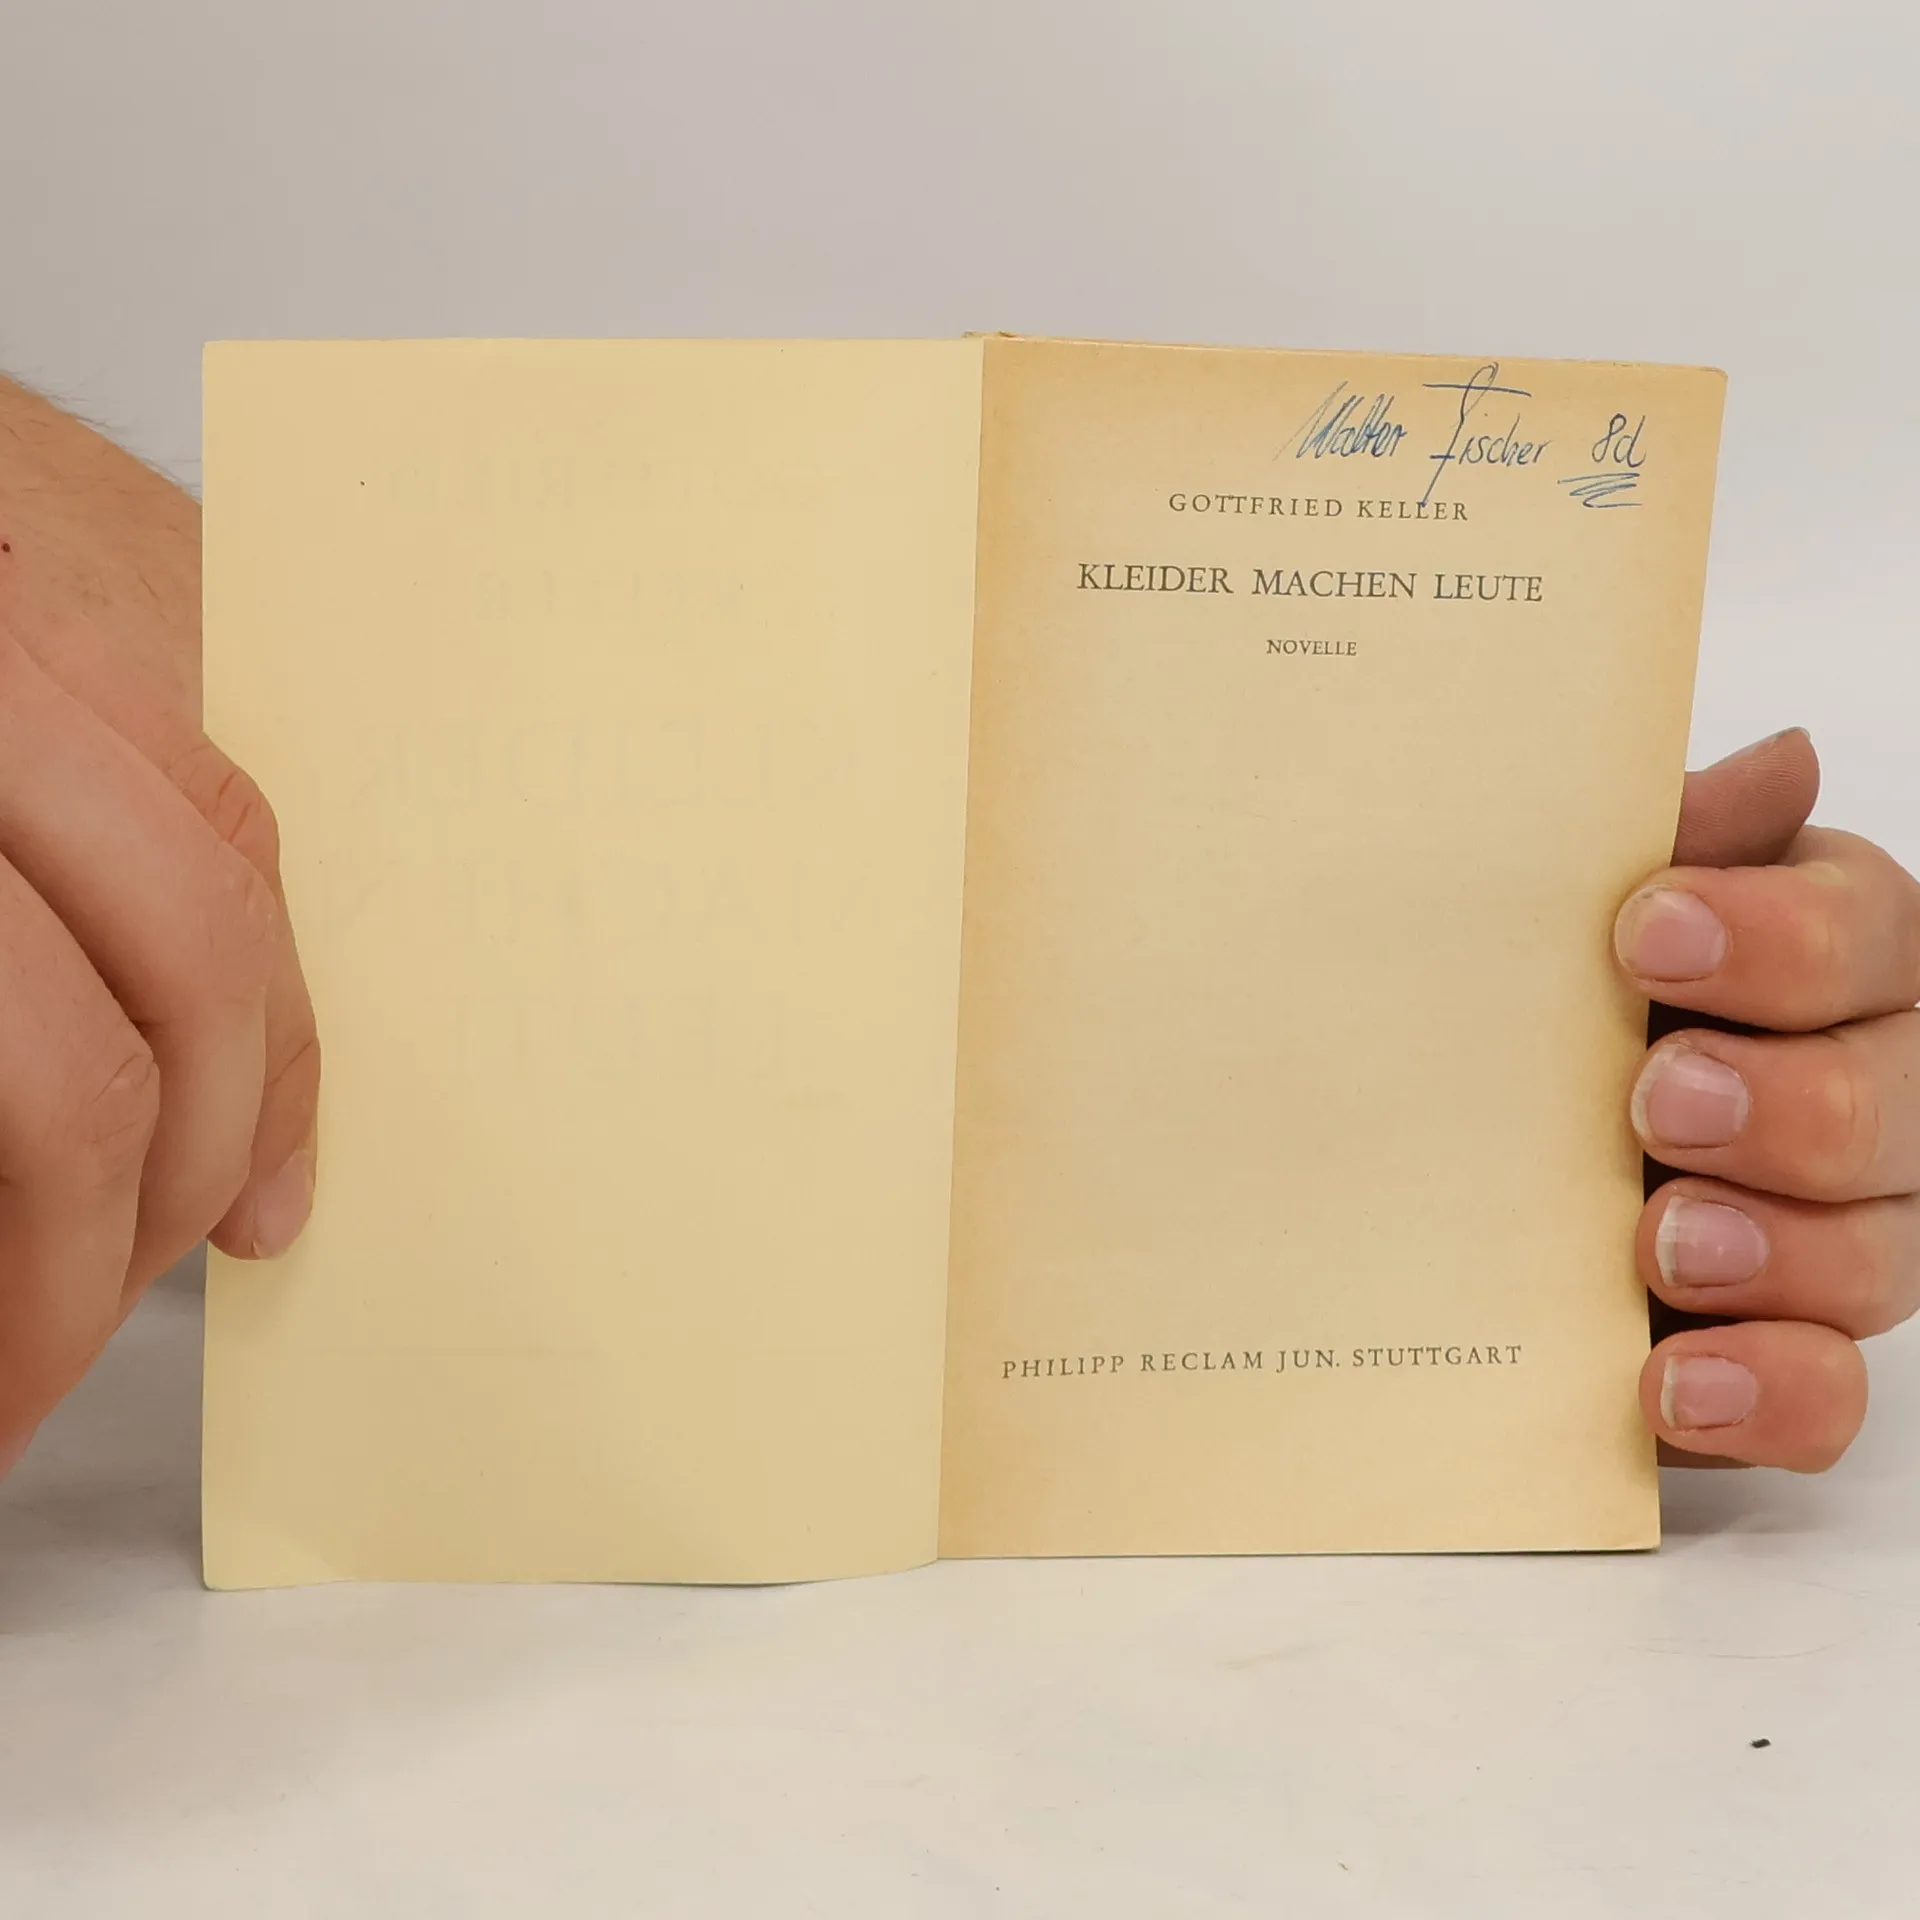 Walter Fischer 8d
GOTTFRIED KELLER
KLEIDER MACHEN LEUTE
NOVELLE
PHILIPP RECLAM JUN. STUTTGART